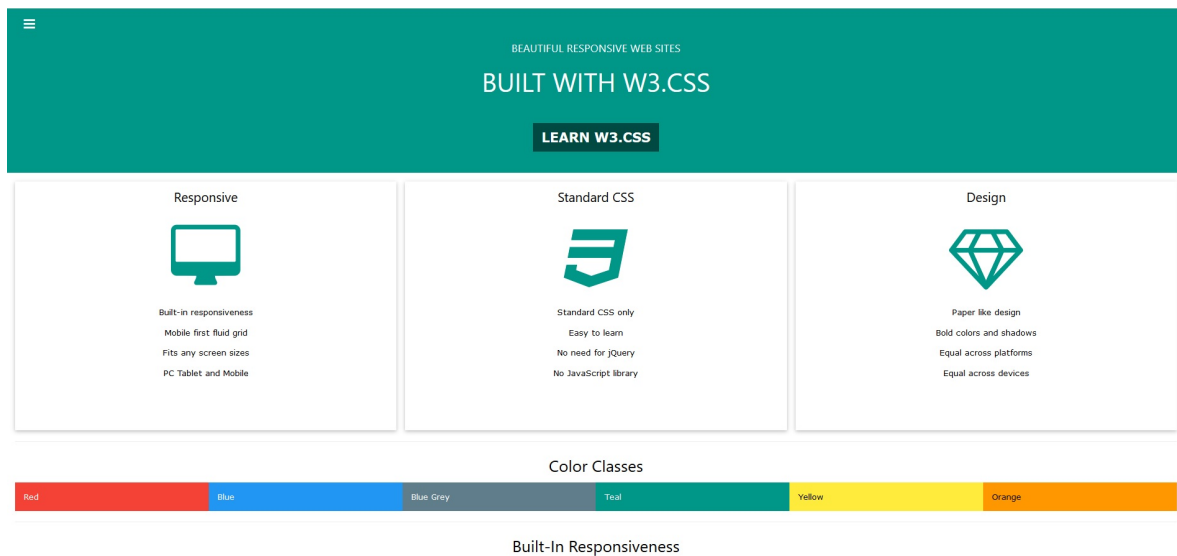 BEAUTIFUL RESPONSIVE WEB SITES
BUILT WITH W3.CSS
LEARN W3.CSS
Responsive
Built-in responsiveness
Mobile first fluid grid
Fits any screen sizes
PC Tablet and Mobile
Standard CSS
Standard CSS only
Easy to learn
No need for jQuery
No JavaScript library
Design
Paper like design
Bold colors and shadows
Equal across platforms
Equal across devices
Color Classes
Red
Blue
Blue Grey
Teal
Yellow
Orange
Built-In Responsiveness